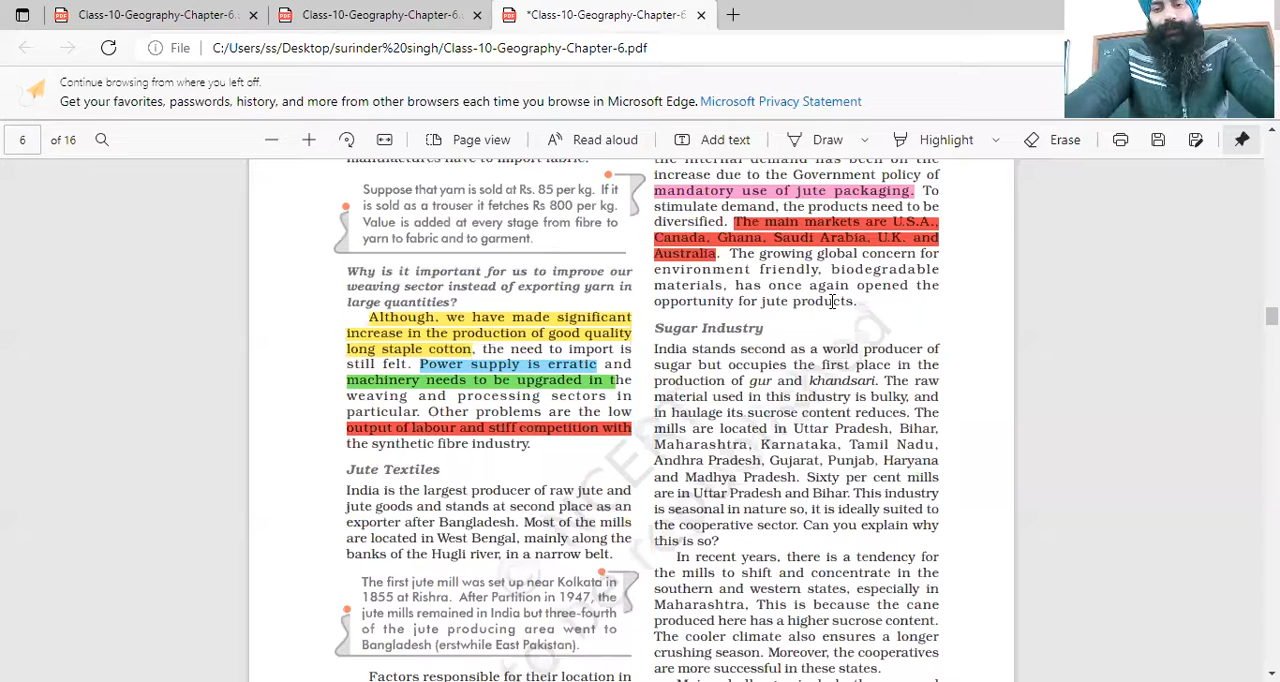 Class-10-Geography-Chapter-6.
Class-10-Geography-Chapter-6.
*Class-10-Geography-Chapter-6
File
C:/Users/ss/Desktop/surinder%20singh/Class-10-Geography-Chapter-6.pdf
Continue browsing from where you left off.
Get your favorites, passwords, history, and more from other browsers each time you browse in Microsoft Edge. Microsoft Privacy Statement
6 of 16
Page view
Read aloud
Add text
Draw
Highlight
Erase
manufactures have to import fabric.
Suppose that yarn is sold at Rs. 85 per kg. If it
is sold as a trouser it fetches Rs 800 per kg.
Value is added at every stage from fibre to
yarn to fabric and to garment.
Why is it important for us to improve our
weaving sector instead of exporting yarn in
large quantities?
Although, we have made significant
increase in the production of good quality
long staple cotton, the need to import is
still felt. Power supply is erratic and
machinery needs to be upgraded in the
weaving and processing sectors in
particular. Other problems are the low
output of labour and stiff competition with
the synthetic fibre industry.
Jute Textiles
India is the largest producer of raw jute and
jute goods and stands at second place as an
exporter after Bangladesh. Most of the mills
are located in West Bengal, mainly along the
banks of the Hugli river, in a narrow belt.
The first jute mill was set up near Kolkata in
1855 at Rishra. After Partition in 1947, the
jute mills remained in India but three-fourth
of the jute producing area went to
Bangladesh (erstwhile East Pakistan).
Factors responsible for their location in
the internal demand has been on the
increase due to the Government policy of
mandatory use of jute packaging. To
stimulate demand, the products need to be
diversified. The main markets are U.S.A.,
Canada, Ghana, Saudi Arabia, U.K. and
Australia. The growing global concern for
environment friendly, biodegradable
materials, has once again opened the
opportunity for jute products.
Sugar Industry
India stands second as a world producer of
sugar but occupies the first place in the
production of gur and khandsari. The raw
material used in this industry is bulky, and
in haulage its sucrose content reduces. The
mills are located in Uttar Pradesh, Bihar,
Maharashtra, Karnataka, Tamil Nadu,
Andhra Pradesh, Gujarat, Punjab, Haryana
and Madhya Pradesh. Sixty per cent mills
are in Uttar Pradesh and Bihar. This industry
is seasonal in nature so, it is ideally suited to
the cooperative sector. Can you explain why
this is so?
In recent years, there is a tendency for
the mills to shift and concentrate in the
southern and western states, especially in
Maharashtra, This is because the cane
produced here has a higher sucrose content.
The cooler climate also ensures a longer
crushing season. Moreover, the cooperatives
are more successful in these states.